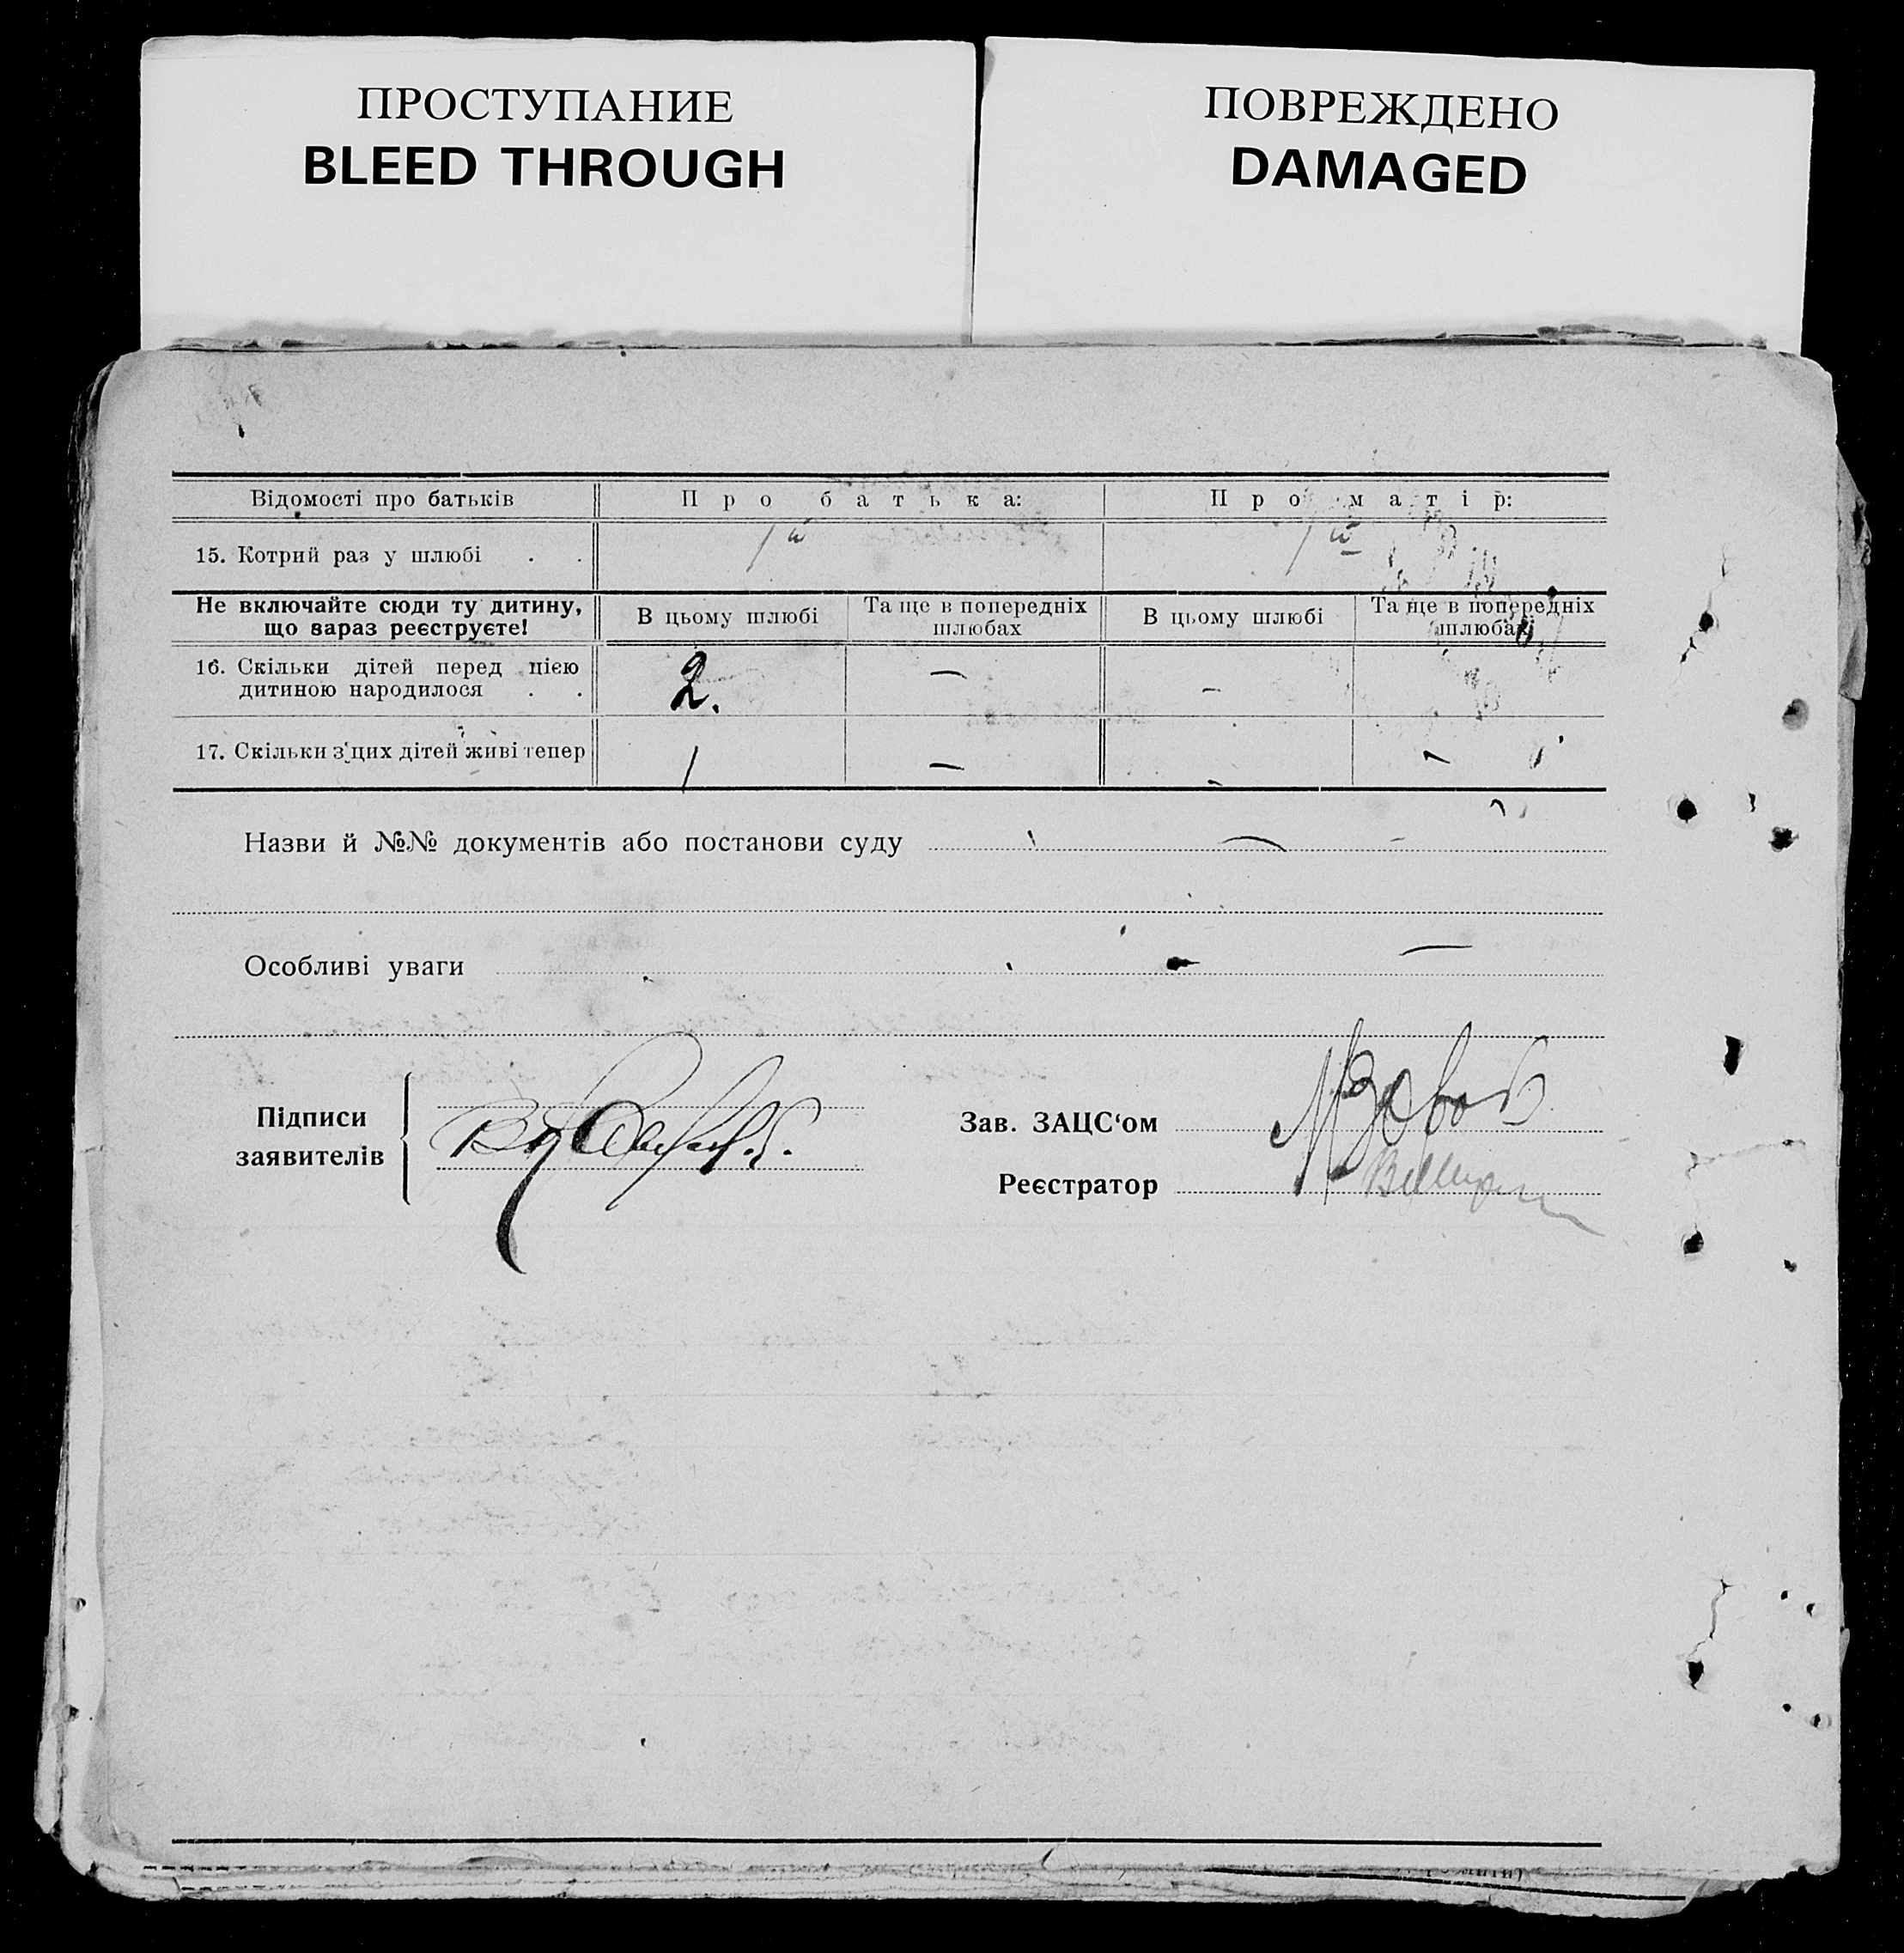 ПРОСТУПАНИЕ
BLEED THROUGH
ПОВРЕЖДЕНО
DAMAGED
Відомості про батьків Про батька: Про матір:
15. Котрий раз у шлюбі . . 1й 1й
Не включайте сюди ту дитину, що зараз реєструєте! В цьому шлюбі Та ще в попередніх шлюбах В цьому шлюбі Та ще в попередніх шлюбах
16. Скільки дітей перед цією
дитиною народилося . . 2. — -
17. Скільки з цих дітей живі тепер 1 — - -
Назви й №№ документів або постанови суду —
Особливі уваги —
Підписи
заявителів
Зав. ЗАЦС‘ом
Реєстратор